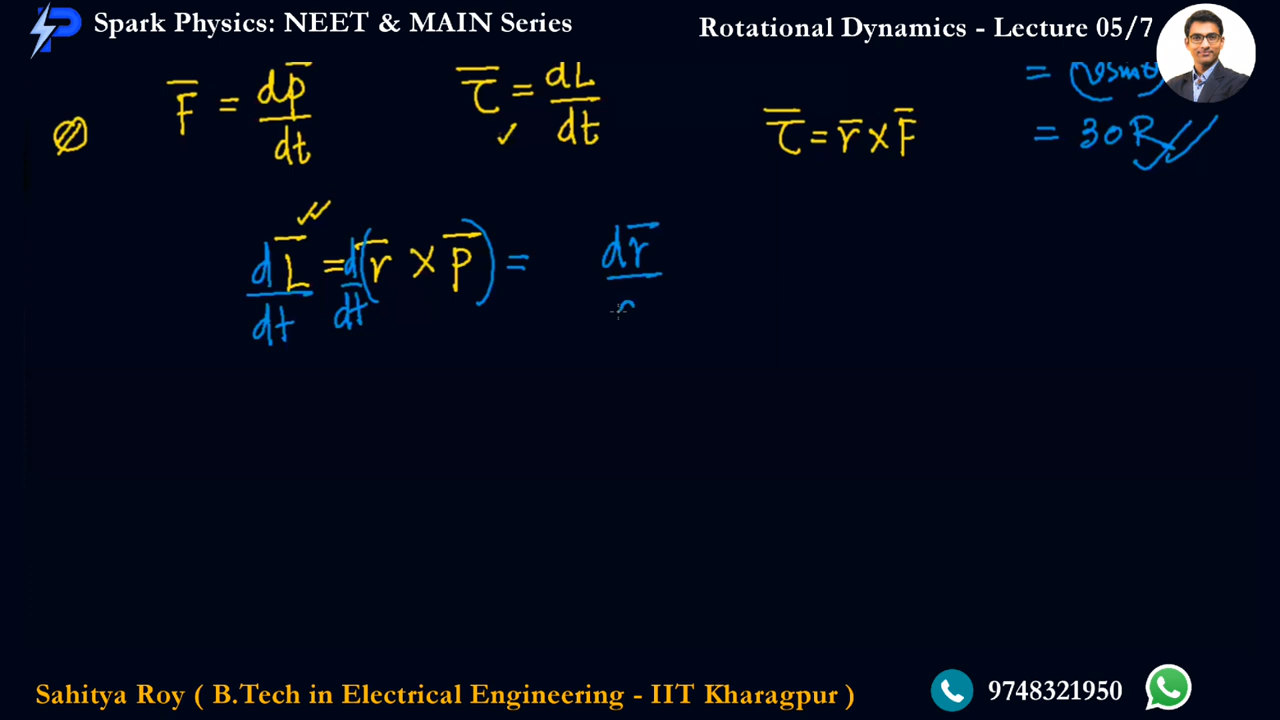 Spark Physics: NEET & MAIN Series
Rotational Dynamics - Lecture 05/7
F̅ = dp̅/dt
τ̅ = dL/dt
τ̅ = r̅ × F̅
= 30R
dL̅/dt = d/dt (r̅ × p̅) = dr̅
Sahitya Roy ( B.Tech in Electrical Engineering - IIT Kharagpur )
9748321950